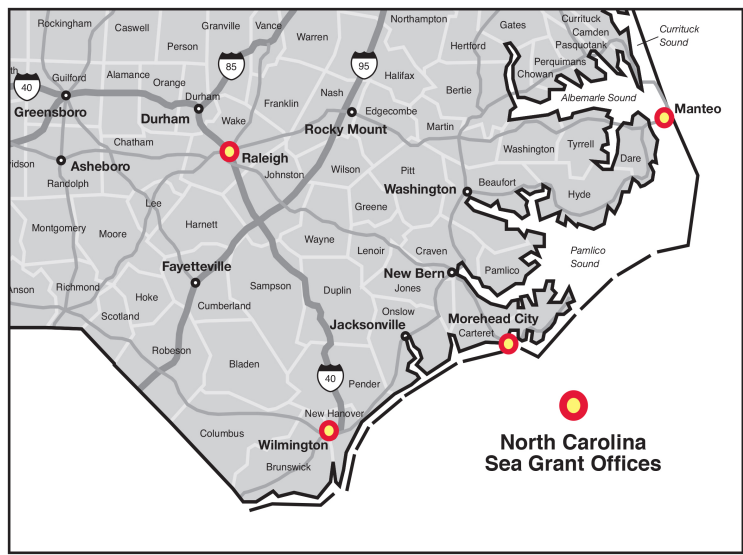 Rockingham
Caswell
Granville
Vance
Warren
Northampton
Gates
Currituck
Camden
Pasquotank
Currituck
Sound
Person
Hertford
Perquimans
Chowan
85
95
Halifax
th
40
Guilford
Alamance
Orange
Durham
Franklin
Nash
Bertie
Albemarle Sound
Greensboro
Durham
Wake
Edgecombe
Manteo
Rocky Mount
Martin
Chatham
Washington
Tyrrell
Dare
idson
Asheboro
Raleigh
Johnston
Wilson
Pitt
Randolph
Washington
Beaufort
Hyde
Lee
Greene
Montgomery
Moore
Harnett
Wayne
Lenoir
Craven
Pamlico
Sound
Fayetteville
New Bern
Pamlico
Jones
Anson
Richmond
Hoke
Sampson
Duplin
Cumberland
Scotland
Onslow
Morehead City
Jacksonville
Carteret
Robeson
Bladen
40
Pender
New Hanover
Columbus
Wilmington
Brunswick
North Carolina
Sea Grant Offices